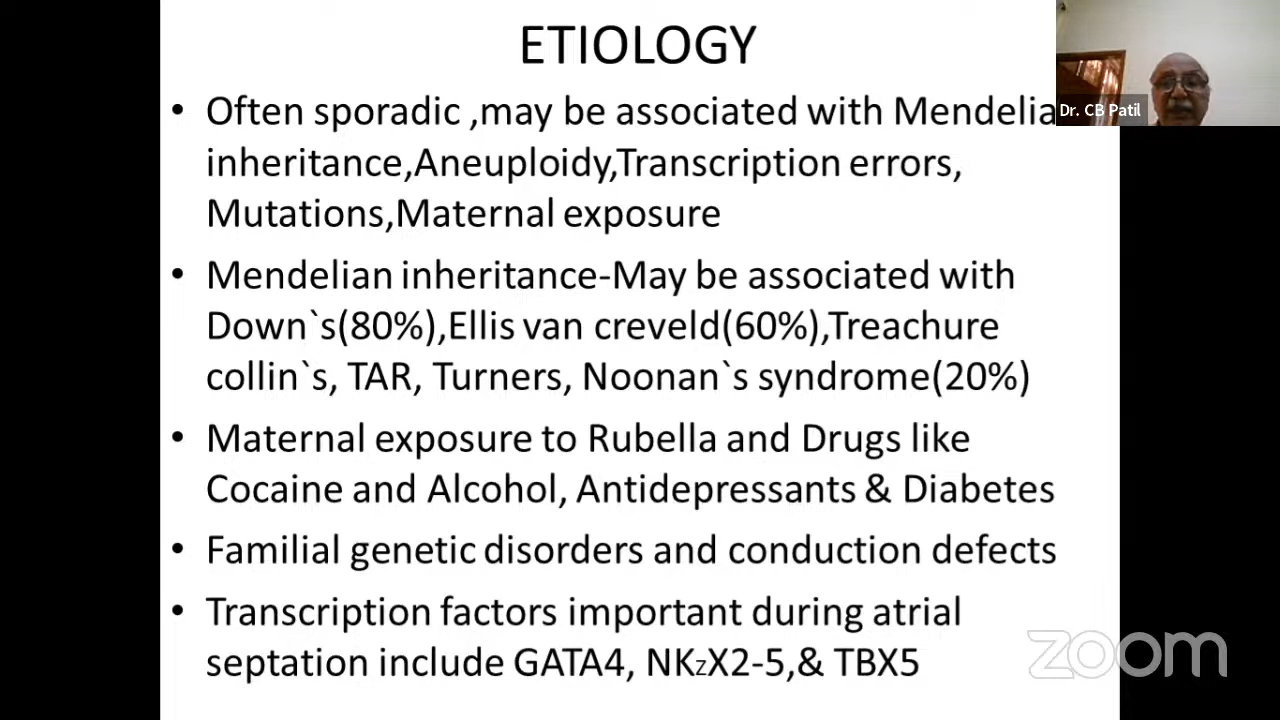 ETIOLOGY
• Often sporadic ,may be associated with Mendelia
inheritance,Aneuploidy,Transcription errors,
Mutations,Maternal exposure
• Mendelian inheritance-May be associated with
Down`s(80%),Ellis van creveld(60%),Treachure
collin`s, TAR, Turners, Noonan`s syndrome(20%)
• Maternal exposure to Rubella and Drugs like
Cocaine and Alcohol, Antidepressants & Diabetes
• Familial genetic disorders and conduction defects
• Transcription factors important during atrial
septation include GATA4, NKzX2-5,& TBX5
Dr. CB Patil
zoom